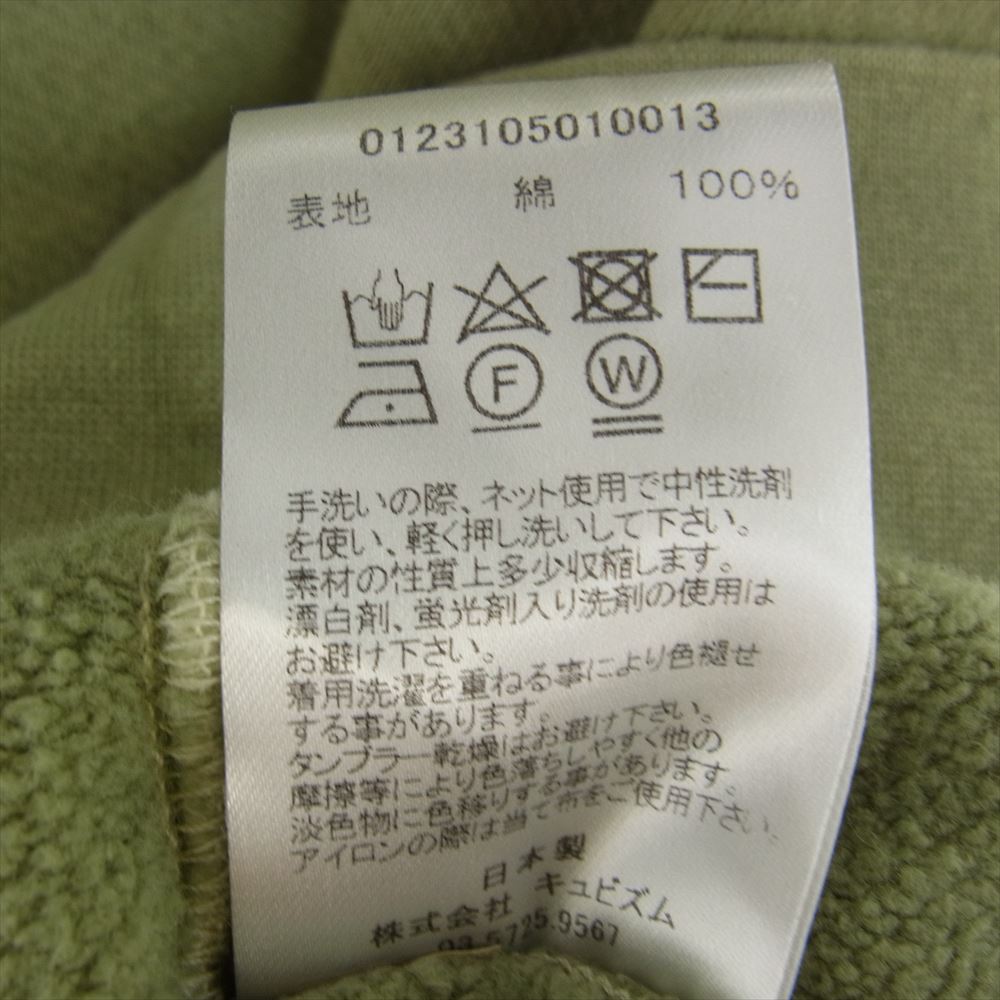 0123105010013
表地 綿 100%
F W
手洗いの際、ネット使用で中性洗剤
を使い、軽く押し洗いして下さい。
素材の性質上多少収縮します。
漂白剤、蛍光剤入り洗剤の使用は
お避け下さい。
着用洗濯を重ねる事により色褪せ
する事があります。
タンブラー乾燥はお避け下さい。
摩擦等により色落ちしやすく他の
淡色物に色移りする事があります。
アイロンの際は当て布をご使用下さい。
日本製
株式会社 キュビズム
03.5725.9567